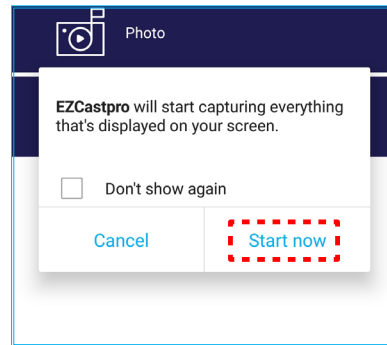 Photo
EZCastpro will start capturing everything
that's displayed on your screen.
Don't show again
Cancel
Start now